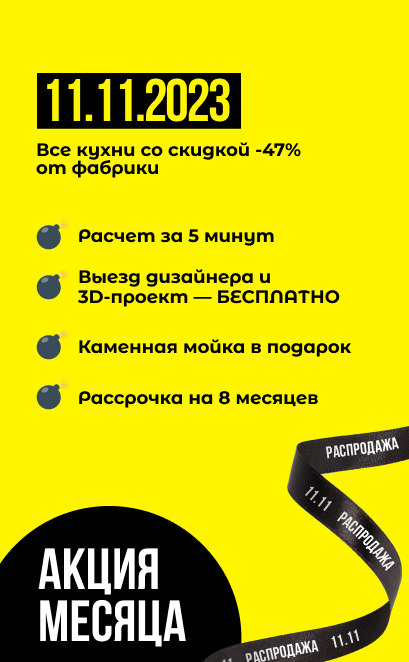 11.11.2023
Все кухни со скидкой -47%
от фабрики
Расчет за 5 минут
Выезд дизайнера и
3D-проект — БЕСПЛАТНО
Каменная мойка в подарок
Рассрочка на 8 месяцев
РАСПРОДАЖА
11.11 РАСПРОДАЖА
АКЦИЯ
МЕСЯЦА
11 РАСПРОДАЖА 11.11